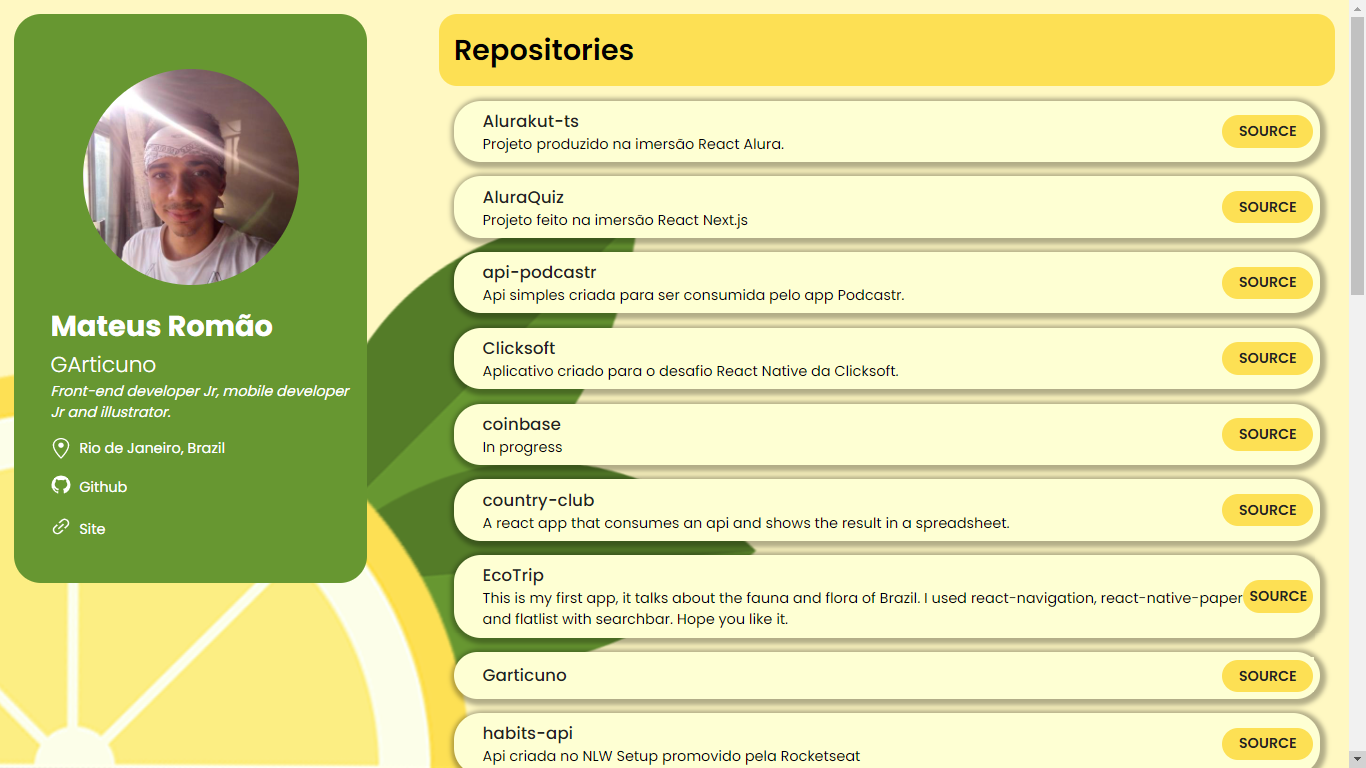 Mateus Romão
GArticuno
Front-end developer Jr, mobile developer
Jr and illustrator.
Rio de Janeiro, Brazil
Github
Site
Repositories
Alurakut-ts
Projeto produzido na imersão React Alura.
SOURCE
AluraQuiz
Projeto feito na imersão React Next.js
SOURCE
api-podcastr
Api simples criada para ser consumida pelo app Podcastr.
SOURCE
Clicksoft
Aplicativo criado para o desafio React Native da Clicksoft.
SOURCE
coinbase
In progress
SOURCE
country-club
A react app that consumes an api and shows the result in a spreadsheet.
SOURCE
EcoTrip
This is my first app, it talks about the fauna and flora of Brazil. I used react-navigation, react-native-paper
and flatlist with searchbar. Hope you like it.
SOURCE
Garticuno
SOURCE
habits-api
Api criada no NLW Setup promovido pela Rocketseat
SOURCE